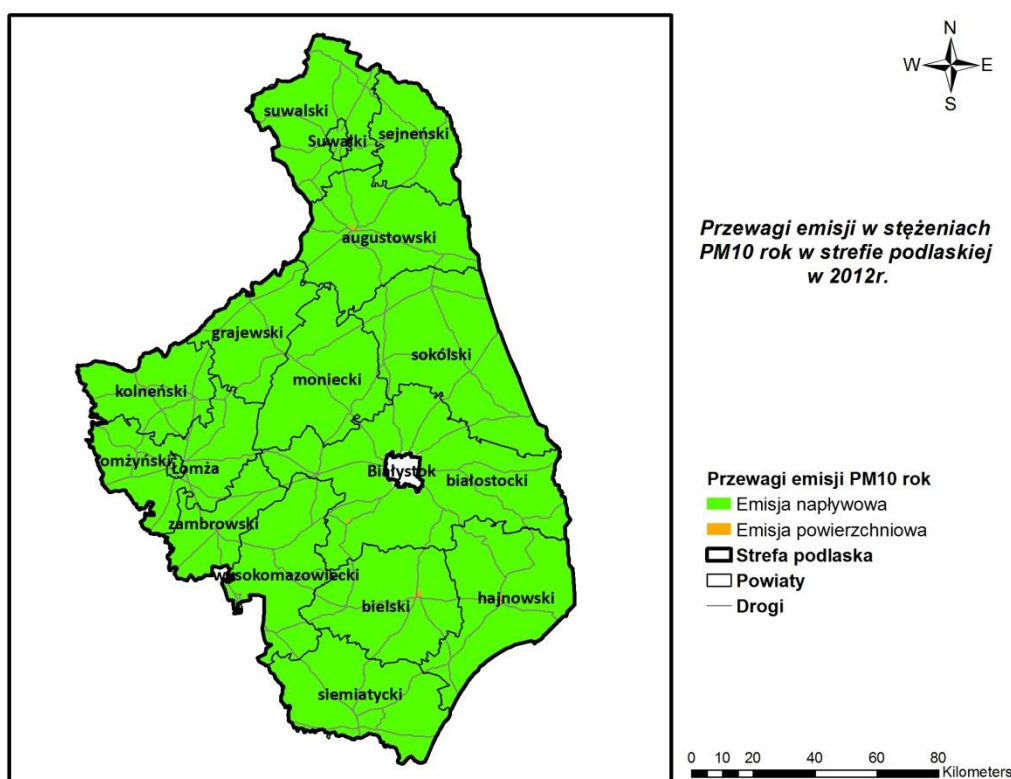 N
W E
S
suwalski
Suwałki
sejneński
augustowski
Przewagi emisji w stężeniach
PM10 rok w strefie podlaskiej
w 2012r.
grajewski
sokólski
moniecki
kolneński
omżyński
Łomża
Białystok
białostocki
zambrowski
wysokomazowiecki
bielski
hajnowski
siemiatycki
Przewagi emisji PM10 rok
Emisja napływowa
Emisja powierzchniowa
Strefa podlaska
Powiaty
Drogi
0 10 20 40 60 80
Kilometers